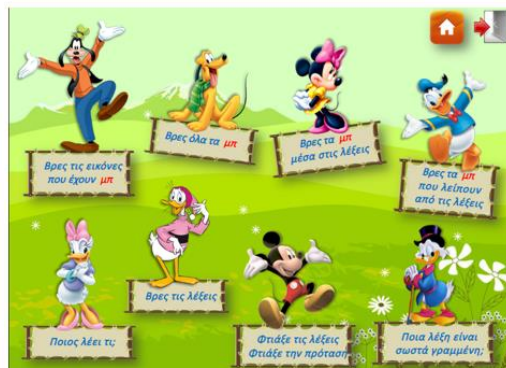 Βρες τις εικόνες
που έχουν μπ
Βρες όλα τα μπ
Βρες τα μπ
μέσα στις λέξεις
Βρες τα μπ
που λείπουν
από τις λέξεις
Ποιος λέει τι;
Βρες τις λέξεις
Φτιάξε τις λέξεις
Φτιάξε την πρόταση
Ποια λέξη είναι
σωστά γραμμένη;